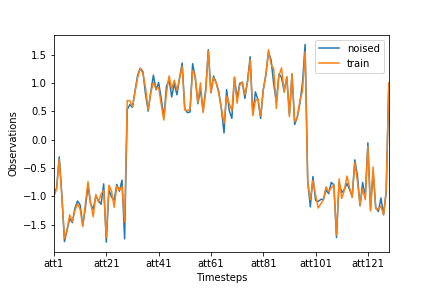 noised
train
1.5
1.0
0.5
0.0
−0.5
−1.0
−1.5
Observations
att1 att21 att41 att61 att81 att101 att121
Timesteps